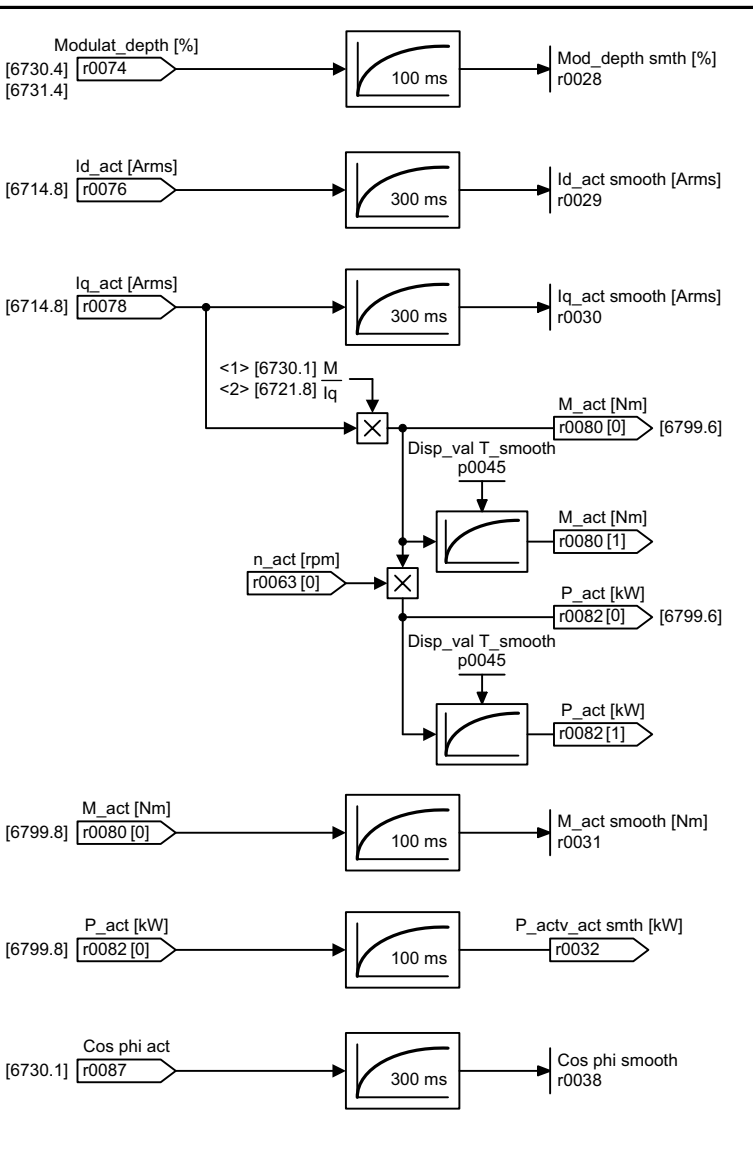 Modulat_depth [%]
[6730.4] r0074
[6731.4]
100 ms
Mod_depth smth [%]
r0028
Id_act [Arms]
[6714.8] r0076
300 ms
Id_act smooth [Arms]
r0029
Iq_act [Arms]
[6714.8] r0078
300 ms
Iq_act smooth [Arms]
r0030
<1> [6730.1] M
<2> [6721.8] Iq
M_act [Nm]
r0080 [0] [6799.6]
Disp_val T_smooth
p0045
M_act [Nm]
r0080 [1]
n_act [rpm]
r0063 [0]
P_act [kW]
r0082 [0] [6799.6]
Disp_val T_smooth
p0045
P_act [kW]
r0082 [1]
M_act [Nm]
[6799.8] r0080 [0]
100 ms
M_act smooth [Nm]
r0031
P_act [kW]
[6799.8] r0082 [0]
100 ms
P_actv_act smth [kW]
r0032
Cos phi act
[6730.1] r0087
300 ms
Cos phi smooth
r0038